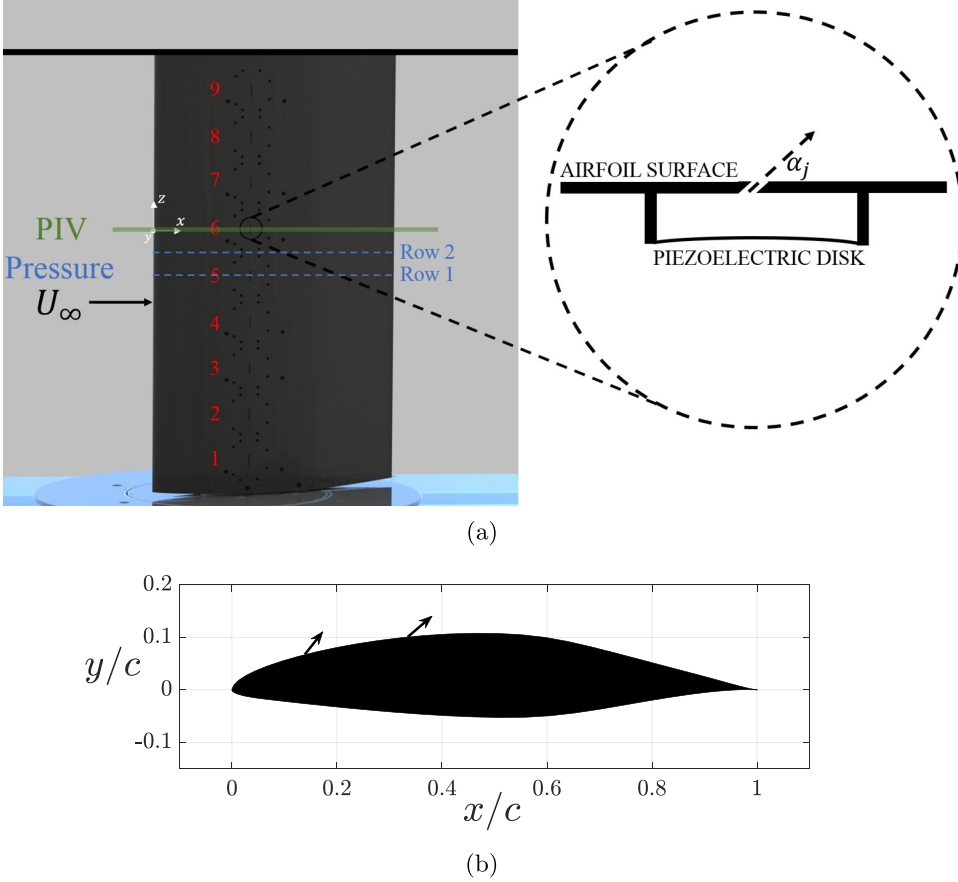 9
8
7
6
5
4
3
2
1
z
x
y
PIV
Pressure
U∞
Row 2
Row 1
AIRFOIL SURFACE
αj
PIEZOELECTRIC DISK
(a)
0.2
0.1
0
-0.1
y/c
0 0.2 0.4 0.6 0.8 1
x/c
(b)